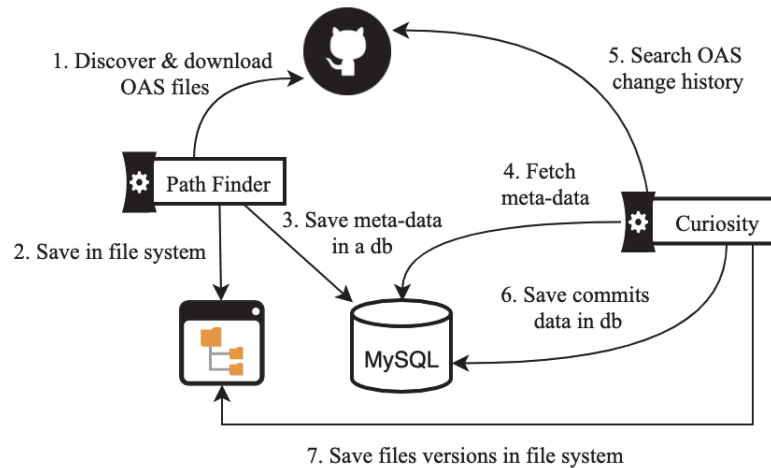 1. Discover & download
OAS files
5. Search OAS
change history
Path Finder
4. Fetch
meta-data
Curiosity
3. Save meta-data
in a db
2. Save in file system
6. Save commits
data in db
MySQL
7. Save files versions in file system